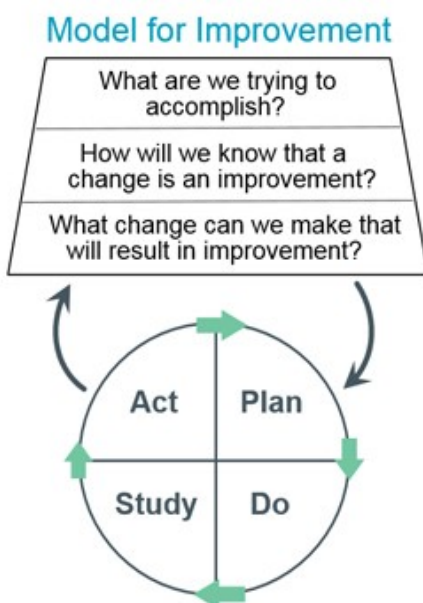 Model for Improvement
What are we trying to
accomplish?
How will we know that a
change is an improvement?
What change can we make that
will result in improvement?
Act
Plan
Study
Do